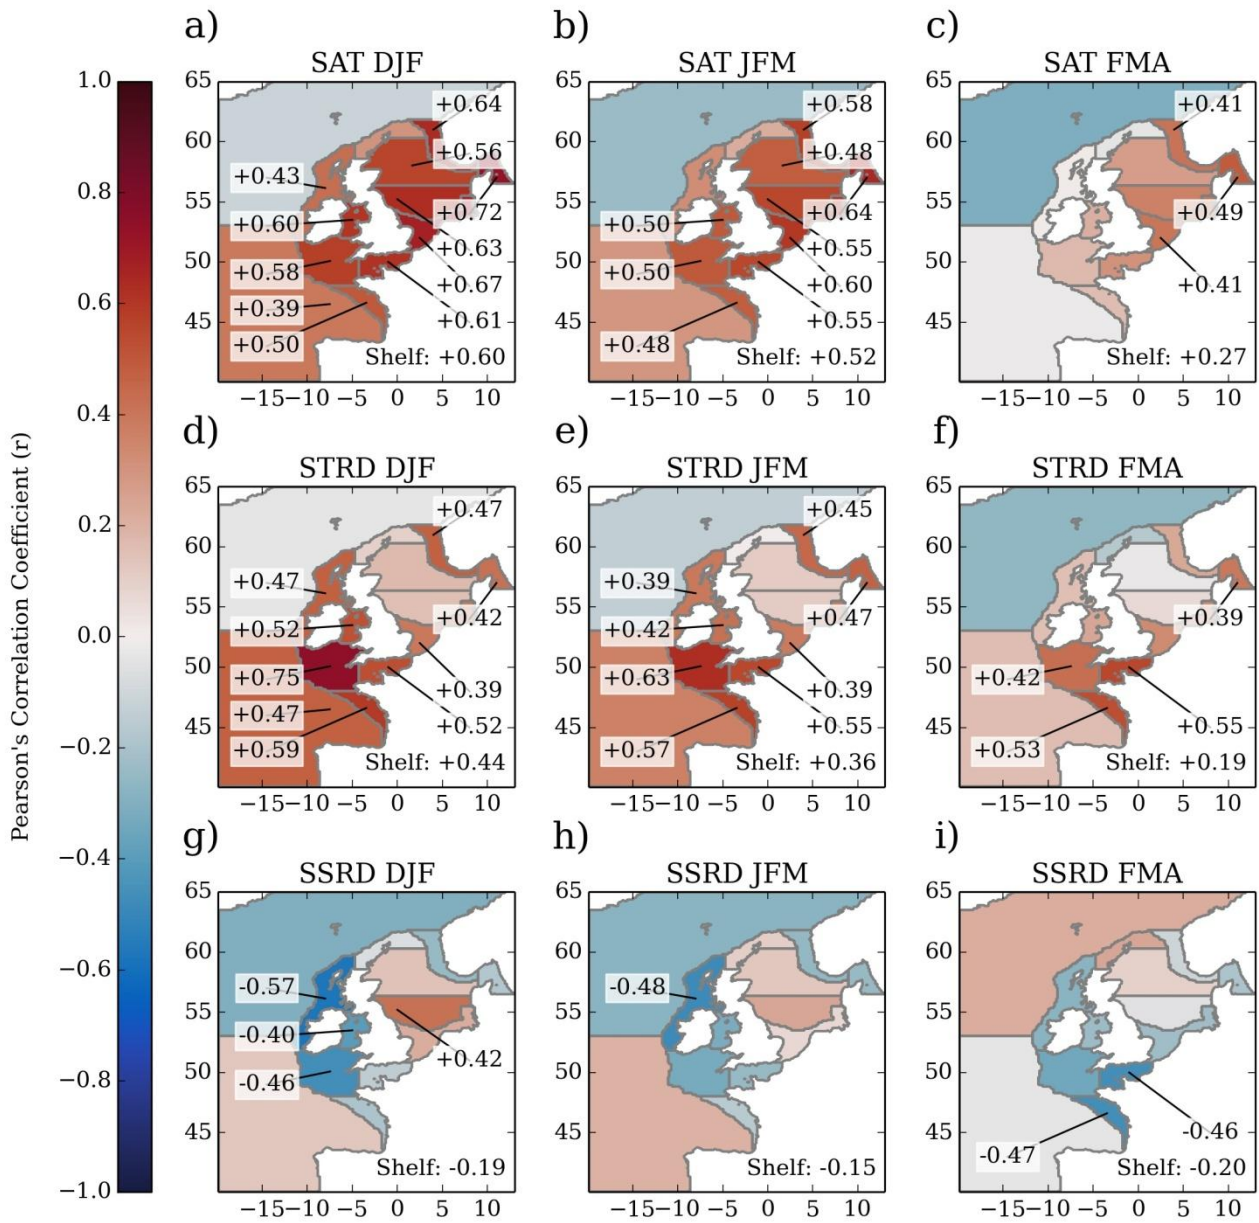 a)
SAT DJF
b)
SAT JFM
c)
SAT FMA
Pearson's Correlation Coefficient (r)
1.0
0.8
0.6
0.4
0.2
0.0
−0.2
−0.4
−0.6
−0.8
−1.0
65
60
55
50
45
+0.64
+0.56
+0.43
+0.72
+0.60
+0.63
+0.58
+0.67
+0.39
+0.61
+0.50
Shelf: +0.60
−15−10 −5 0 5 10
65
60
55
50
45
+0.58
+0.48
+0.64
+0.50
+0.55
+0.50
+0.60
+0.55
+0.48
Shelf: +0.52
−15−10 −5 0 5 10
65
60
55
50
45
+0.41
+0.49
+0.41
Shelf: +0.27
−15−10 −5 0 5 10
d)
STRD DJF
65
60
55
50
45
+0.47
+0.47
+0.42
+0.52
+0.75
+0.39
+0.47
+0.52
+0.59
Shelf: +0.44
−15−10 −5 0 5 10
e)
STRD JFM
65
60
55
50
45
+0.45
+0.39
+0.47
+0.42
+0.63
+0.39
+0.55
+0.57
Shelf: +0.36
−15−10 −5 0 5 10
f)
STRD FMA
65
60
55
50
45
+0.39
+0.42
+0.55
+0.53
Shelf: +0.19
−15−10 −5 0 5 10
g)
SSRD DJF
65
60
55
50
45
-0.57
-0.40
+0.42
-0.46
Shelf: -0.19
−15−10 −5 0 5 10
h)
SSRD JFM
65
60
55
50
45
-0.48
Shelf: -0.15
−15−10 −5 0 5 10
i)
SSRD FMA
65
60
55
50
45
-0.46
-0.47
Shelf: -0.20
−15−10 −5 0 5 10